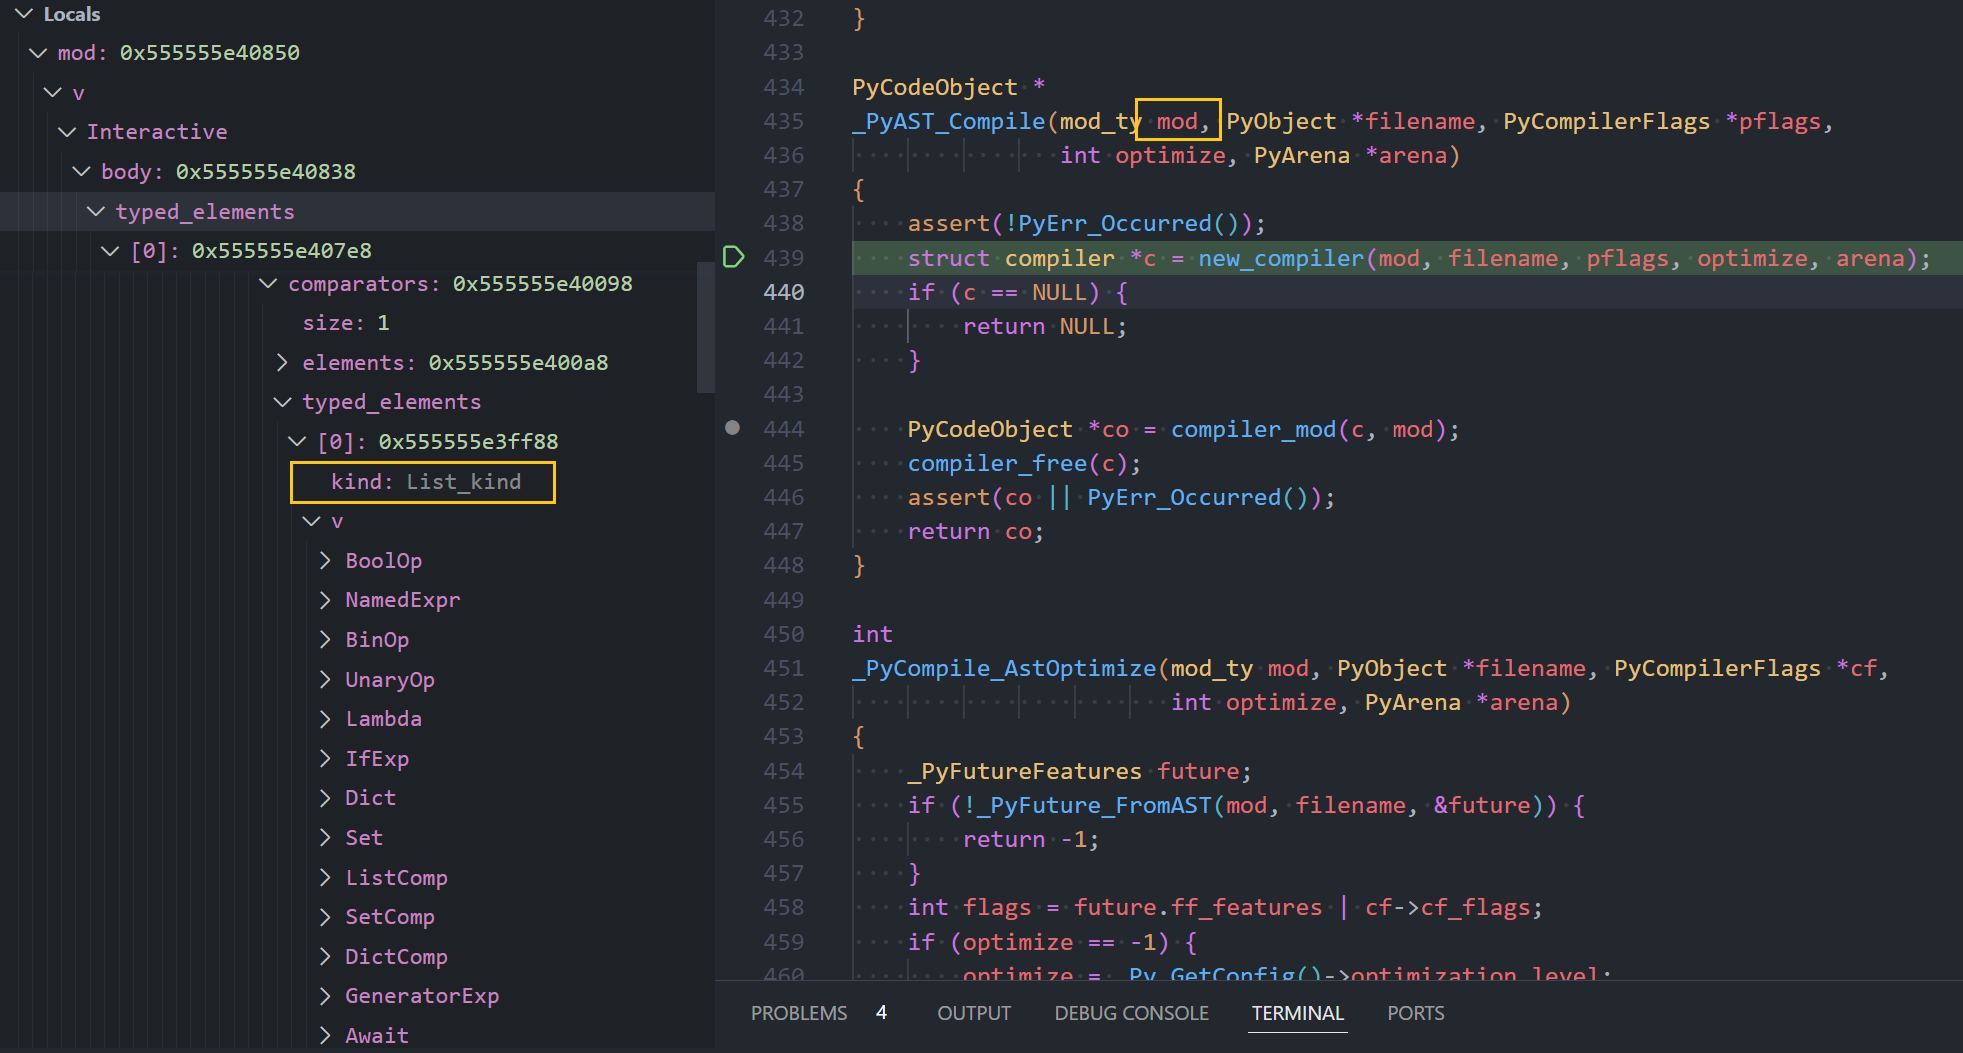 Locals
mod: 0x555555e40850
v
Interactive
body: 0x555555e40838
typed_elements
[0]: 0x555555e407e8
comparators: 0x555555e40098
size: 1
elements: 0x555555e400a8
typed_elements
[0]: 0x555555e3ff88
kind: List_kind
v
BoolOp
NamedExpr
BinOp
UnaryOp
Lambda
IfExp
Dict
Set
ListComp
SetComp
DictComp
GeneratorExp
Await
432 }
433
434 PyCodeObject *
435 _PyAST_Compile(mod_ty mod, PyObject *filename, PyCompilerFlags *pflags,
436 int optimize, PyArena *arena)
437 {
438 assert(!PyErr_Occurred());
439 struct compiler *c = new_compiler(mod, filename, pflags, optimize, arena);
440 if (c == NULL) {
441 return NULL;
442 }
443
444 PyCodeObject *co = compiler_mod(c, mod);
445 compiler_free(c);
446 assert(co || PyErr_Occurred());
447 return co;
448 }
449
450 int
451 _PyCompile_AstOptimize(mod_ty mod, PyObject *filename, PyCompilerFlags *cf,
452 int optimize, PyArena *arena)
453 {
454 _PyFutureFeatures future;
455 if (!_PyFuture_FromAST(mod, filename, &future)) {
456 return -1;
457 }
458 int flags = future.ff_features | cf->cf_flags;
459 if (optimize == -1) {
460 optimize = _Py_GetConfig()->optimization_level;
PROBLEMS 4 OUTPUT DEBUG CONSOLE TERMINAL PORTS